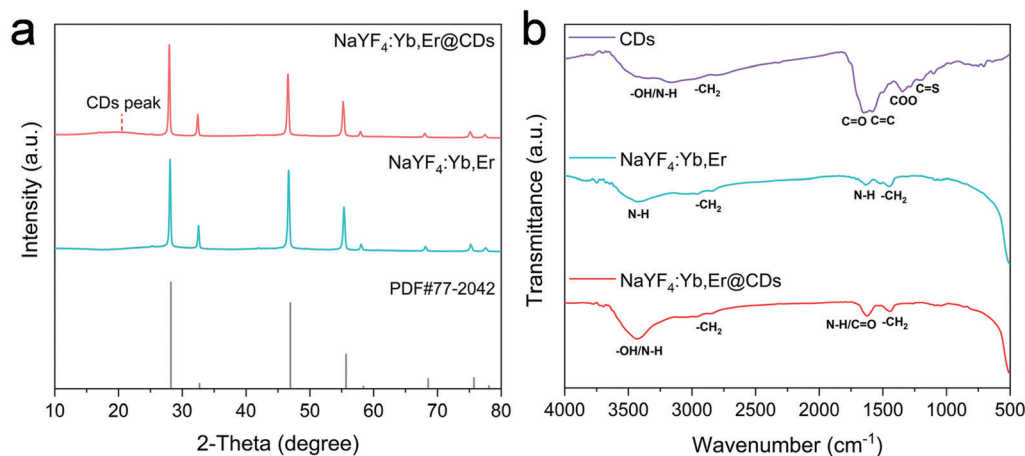 a
NaYF₄:Yb,Er@CDs
CDs peak
NaYF₄:Yb,Er
PDF#77-2042
Intensity (a.u.)
10 20 30 40 50 60 70 80
2-Theta (degree)
b
CDs
-OH/N-H
-CH₂
C=O
C=C
COO
C=S
NaYF₄:Yb,Er
N-H
-CH₂
N-H
-CH₂
NaYF₄:Yb,Er@CDs
-OH/N-H
-CH₂
N-H/C=O
-CH₂
Transmittance (a.u.)
4000 3500 3000 2500 2000 1500 1000 500
Wavenumber (cm⁻¹)